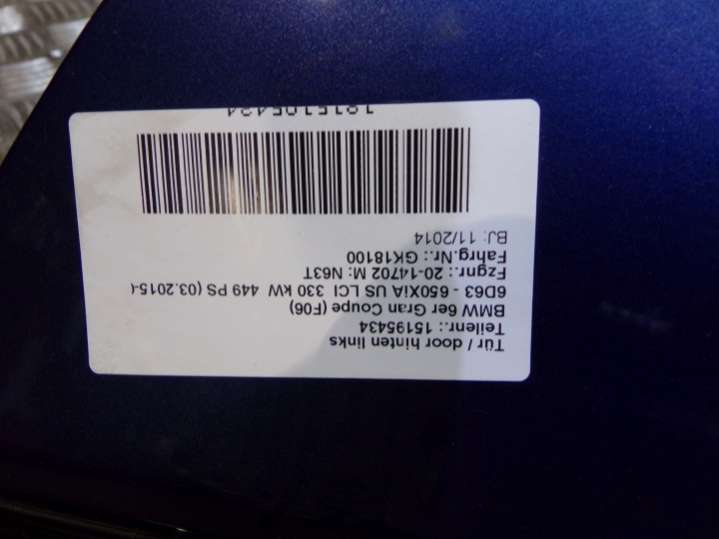 Tür / door hinten links
Teilenr.: 15195434
BMW 6er Gran Coupe (F06)
6D63 - 650XiA US LCI 330 kW 449 PS (03.2015-(
Fzgnr.: 20-14702 M: N63T
Fahrg.Nr.: GK18100
BJ: 11/2014